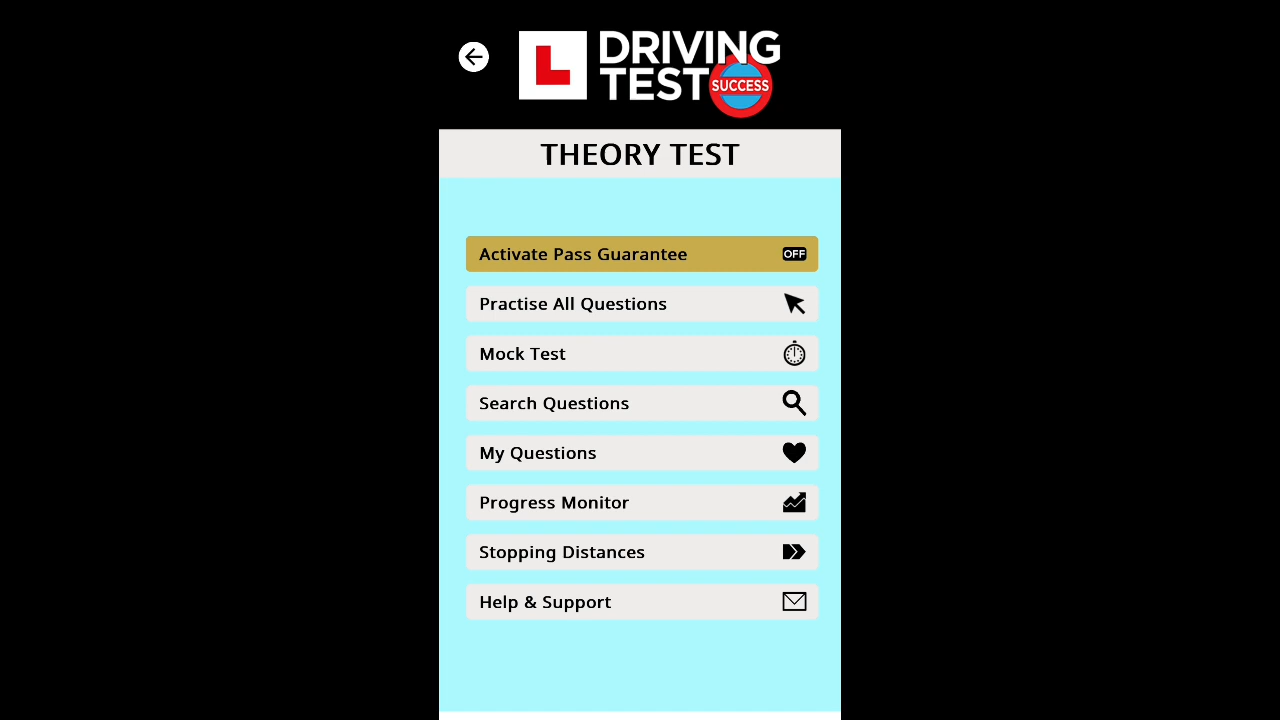 L DRIVING
TEST SUCCESS
THEORY TEST
Activate Pass Guarantee OFF
Practise All Questions
Mock Test
Search Questions
My Questions
Progress Monitor
Stopping Distances
Help & Support